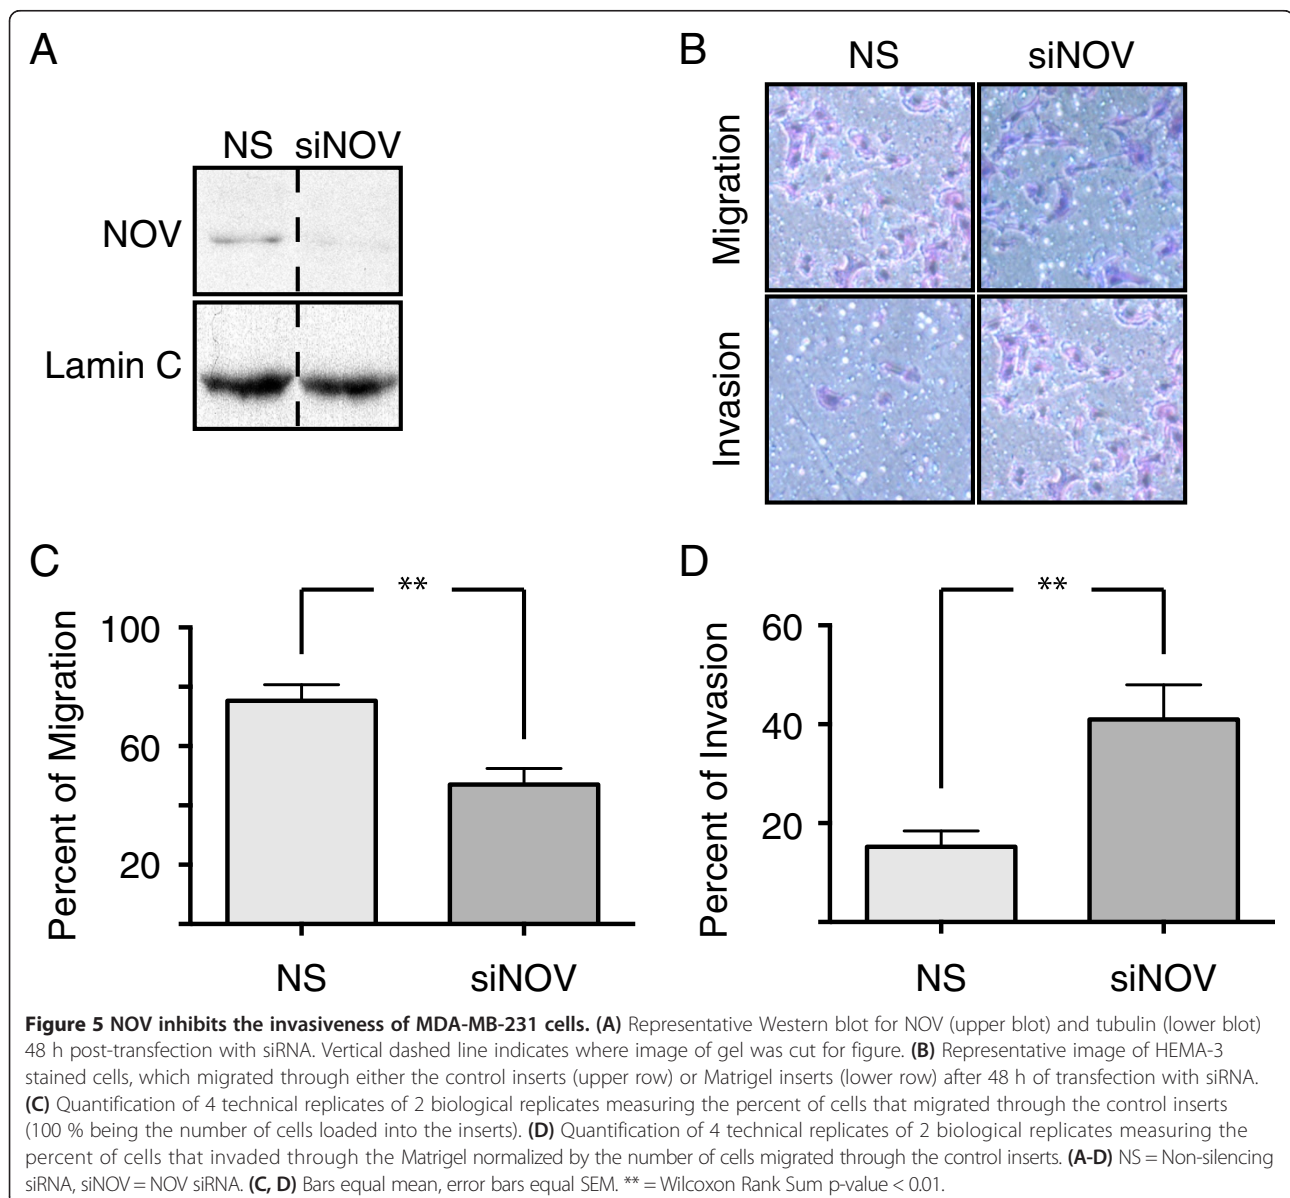 A
NS siNOV
NOV
Lamin C
B
NS siNOV
Migration
Invasion
C
**
100
60
20
Percent of Migration
NS siNOV
D
**
60
40
20
Percent of Invasion
NS siNOV
Figure 5 NOV inhibits the invasiveness of MDA-MB-231 cells. (A) Representative Western blot for NOV (upper blot) and tubulin (lower blot)
48 h post-transfection with siRNA. Vertical dashed line indicates where image of gel was cut for figure. (B) Representative image of HEMA-3
stained cells, which migrated through either the control inserts (upper row) or Matrigel inserts (lower row) after 48 h of transfection with siRNA.
(C) Quantification of 4 technical replicates of 2 biological replicates measuring the percent of cells that migrated through the control inserts
(100 % being the number of cells loaded into the inserts). (D) Quantification of 4 technical replicates of 2 biological replicates measuring the
percent of cells that invaded through the Matrigel normalized by the number of cells migrated through the control inserts. (A-D) NS = Non-silencing
siRNA, siNOV = NOV siRNA. (C, D) Bars equal mean, error bars equal SEM. ** = Wilcoxon Rank Sum p-value < 0.01.